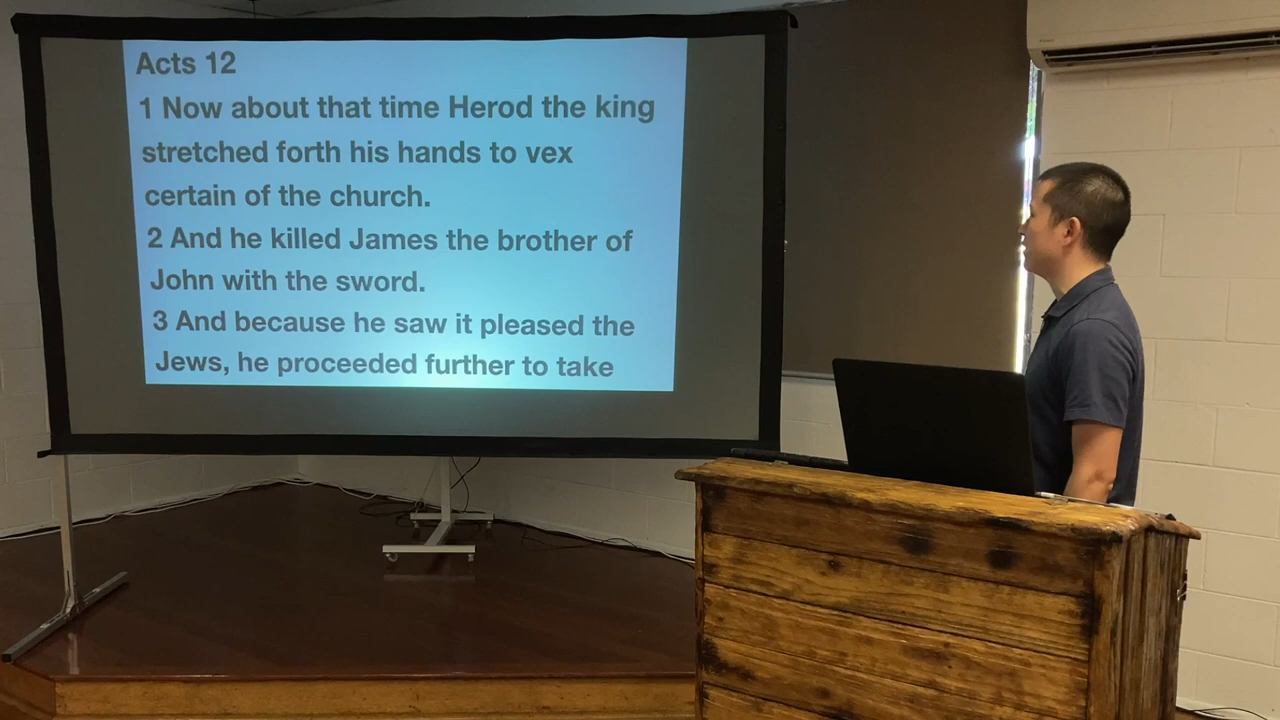 Acts 12
1 Now about that time Herod the king
stretched forth his hands to vex
certain of the church.
2 And he killed James the brother of
John with the sword.
3 And because he saw it pleased the
Jews, he proceeded further to take